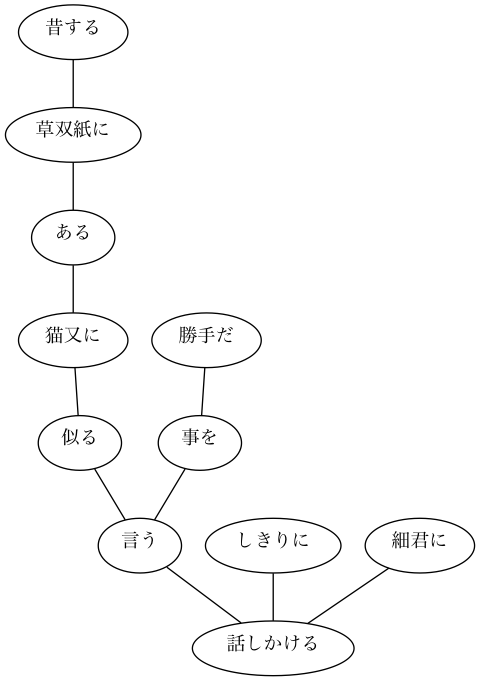 昔する
草双紙に
ある
猫又に
勝手だ
似る
事を
言う
しきりに
細君に
話しかける